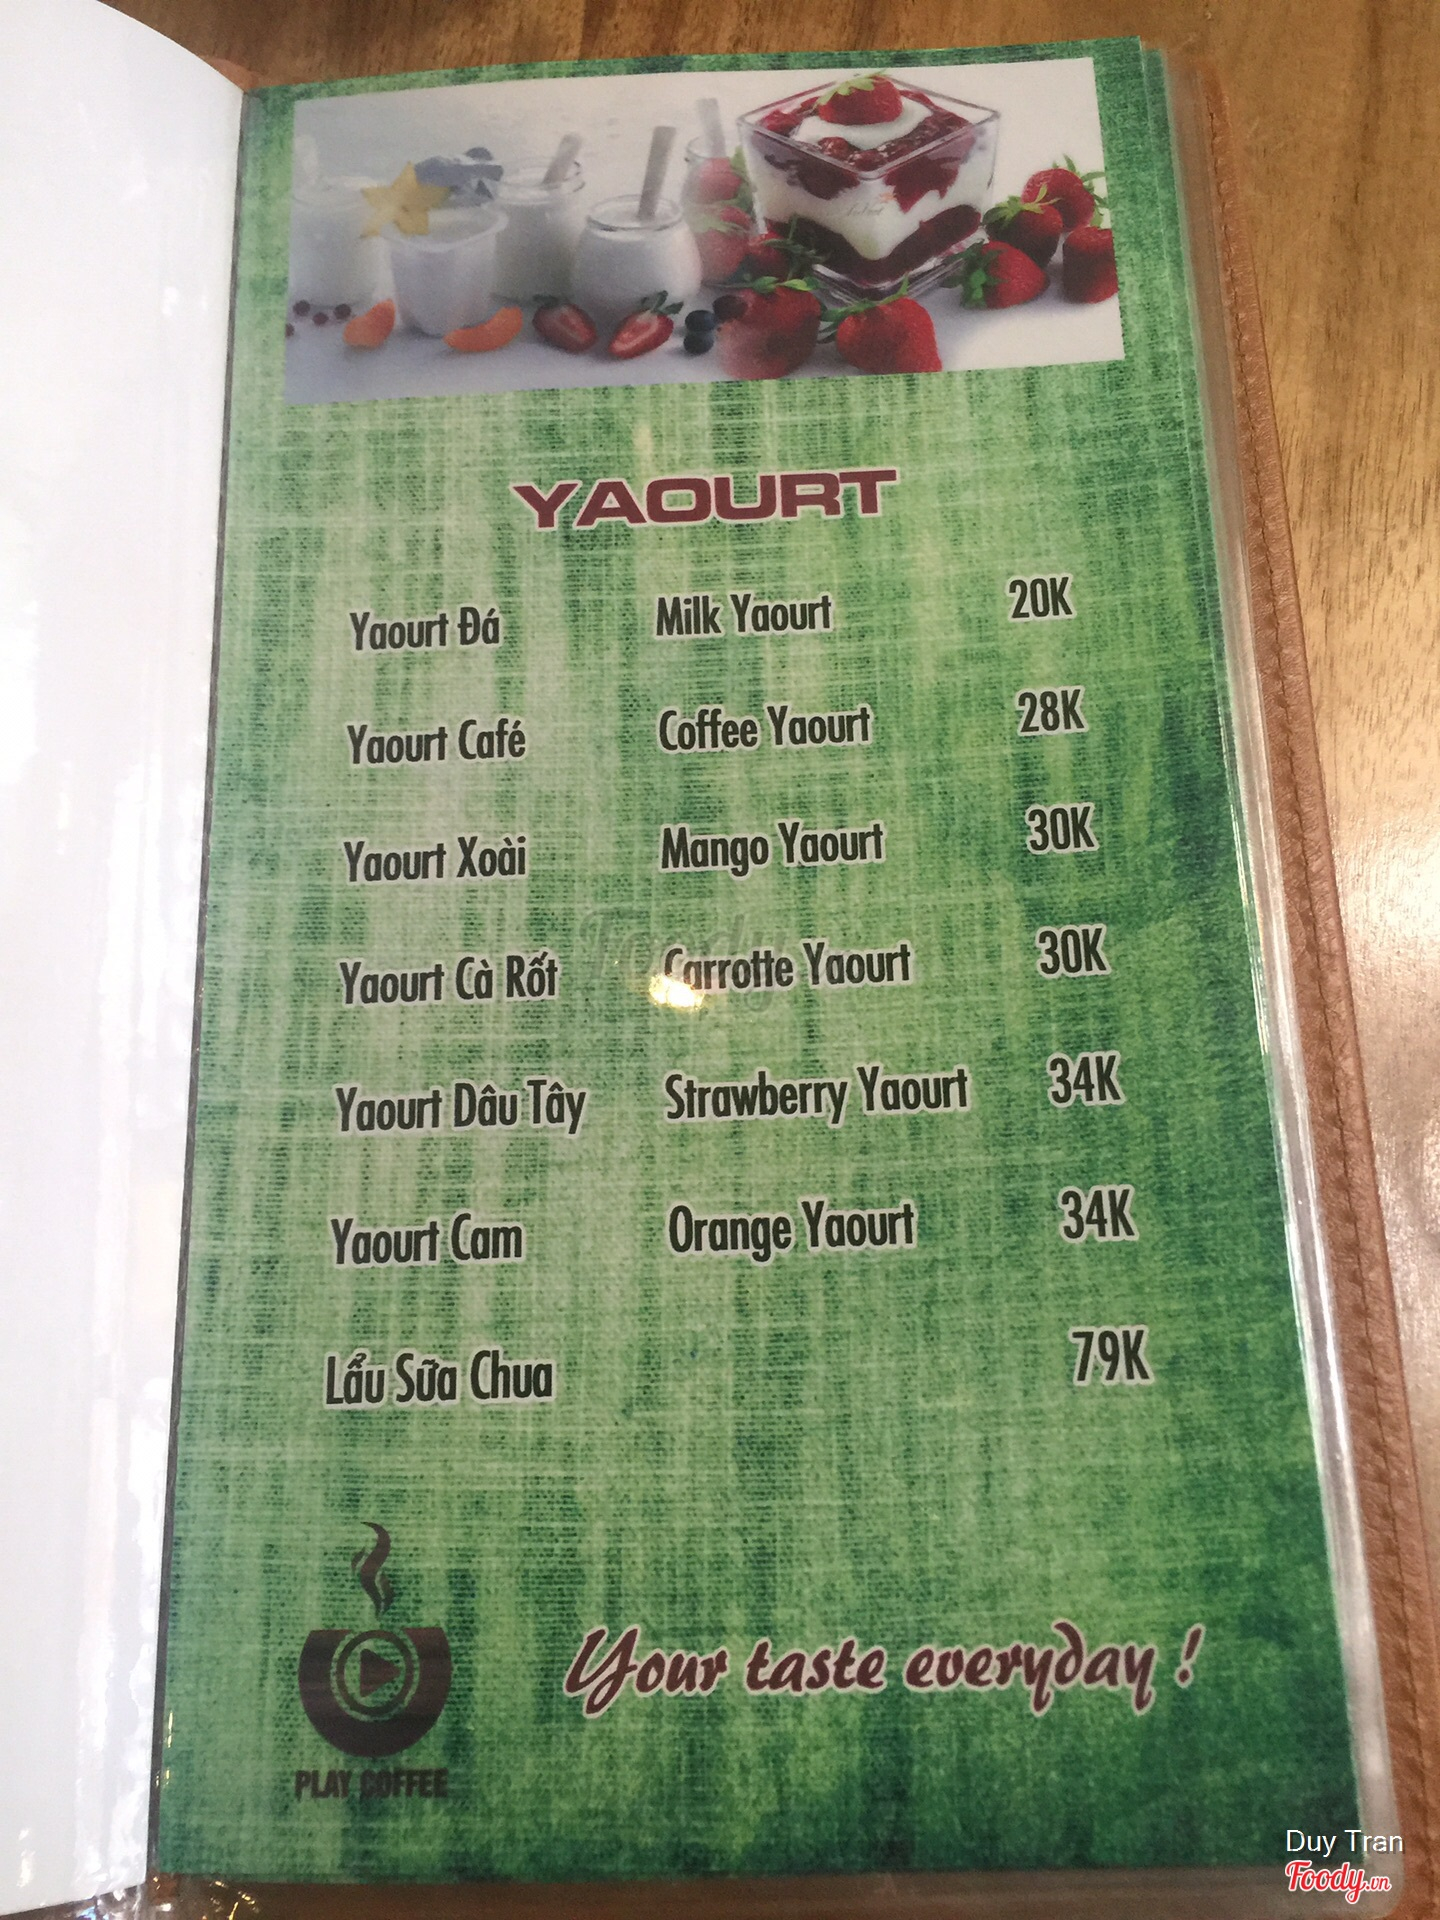 YAOURT
Yaourt Đá Milk Yaourt 20K
Yaourt Café Coffee Yaourt 28K
Yaourt Xoài Mango Yaourt 30K
Yaourt Cà Rốt Carrotte Yaourt 30K
Yaourt Dâu Tây Strawberry Yaourt 34K
Yaourt Cam Orange Yaourt 34K
Lẩu Sữa Chua 79K
Your taste everyday !
PLAY COFFEE
Foody
Duy Tran
Foody.vn